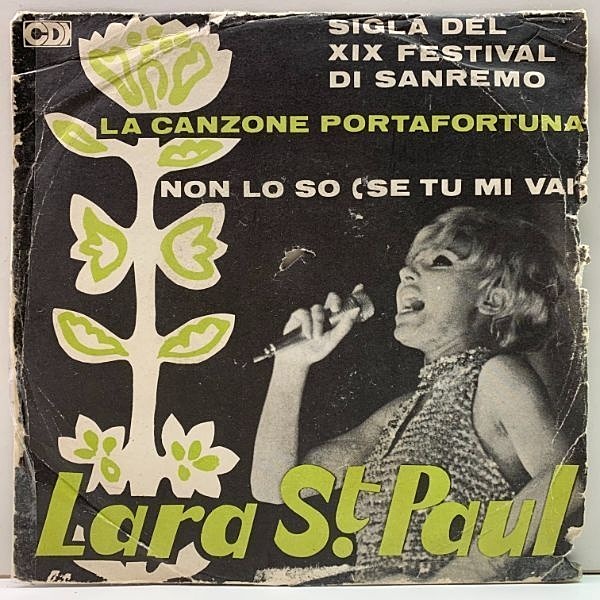 CD
SIGLA DEL
XIX FESTIVAL
DI SANREMO
LA CANZONE PORTAFORTUNA
NON LO SO (SE TU MI VAI)
Lara St. Paul